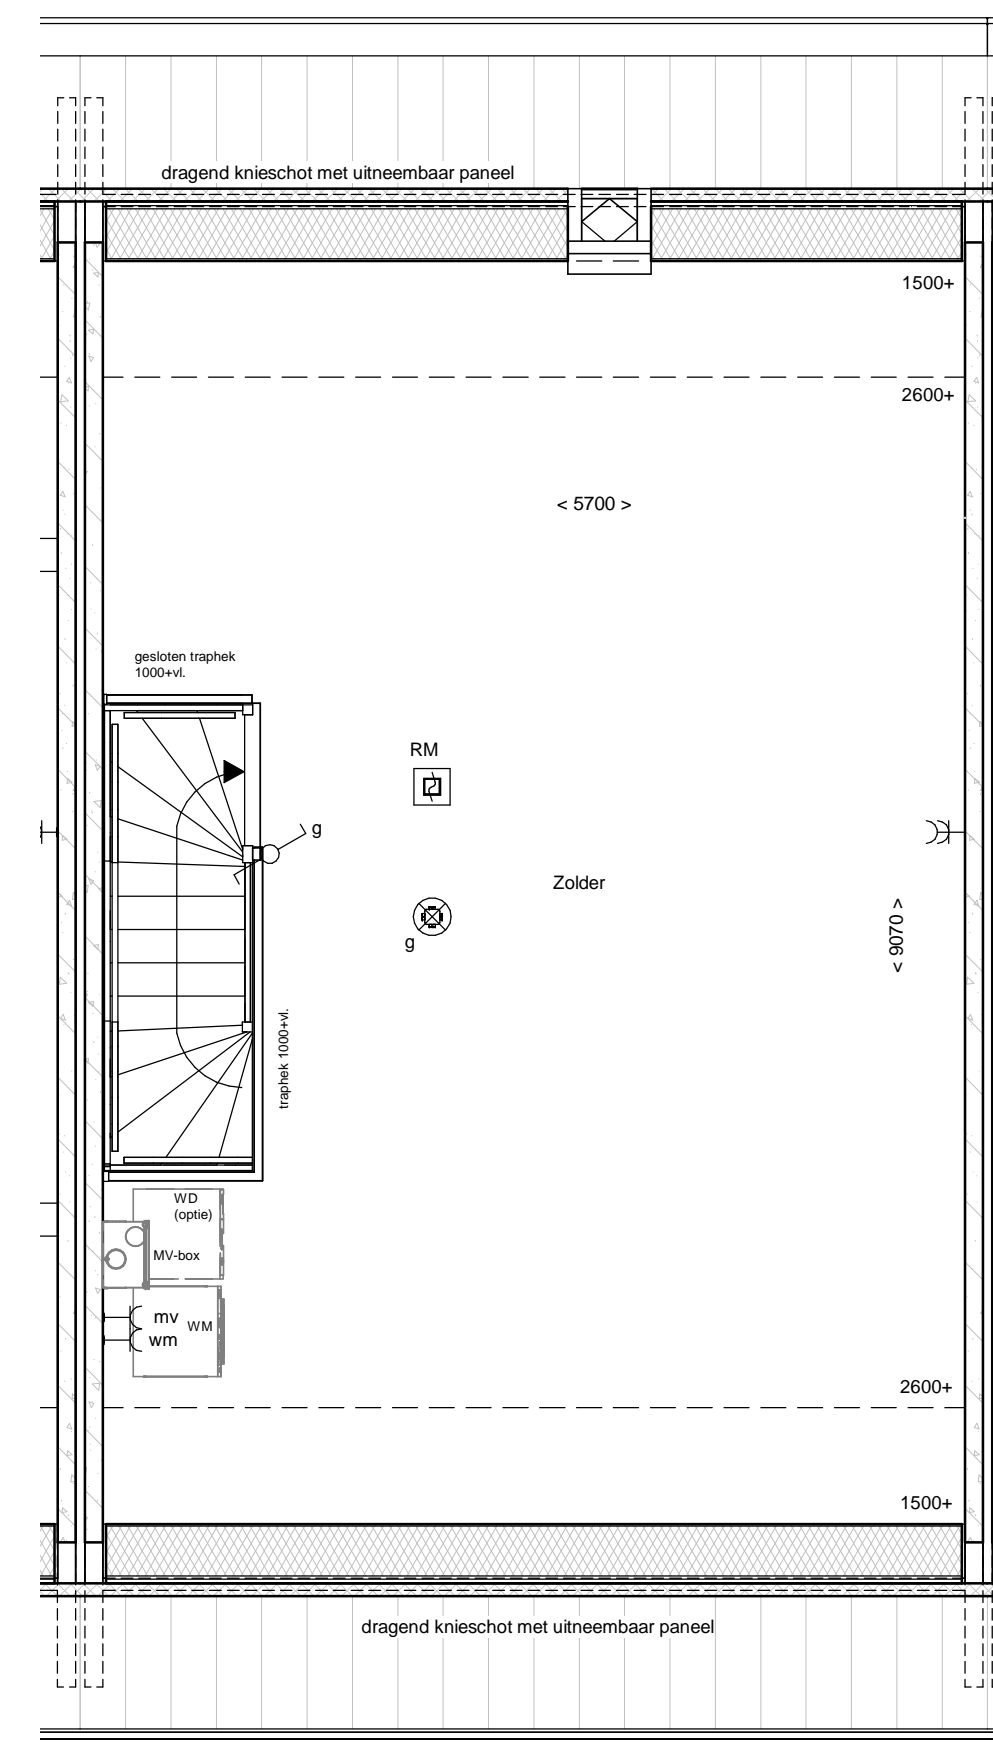 dragend knieschot met uitneembaar paneel
1500+
2600+
< 5700 >
gesloten traphek
1000+vl.
RM
g
Zolder
< 9070 >
g
traphek 1000+vl.
WD
(optie)
MV-box
mv
WM
wm
2600+
1500+
dragend knieschot met uitneembaar paneel